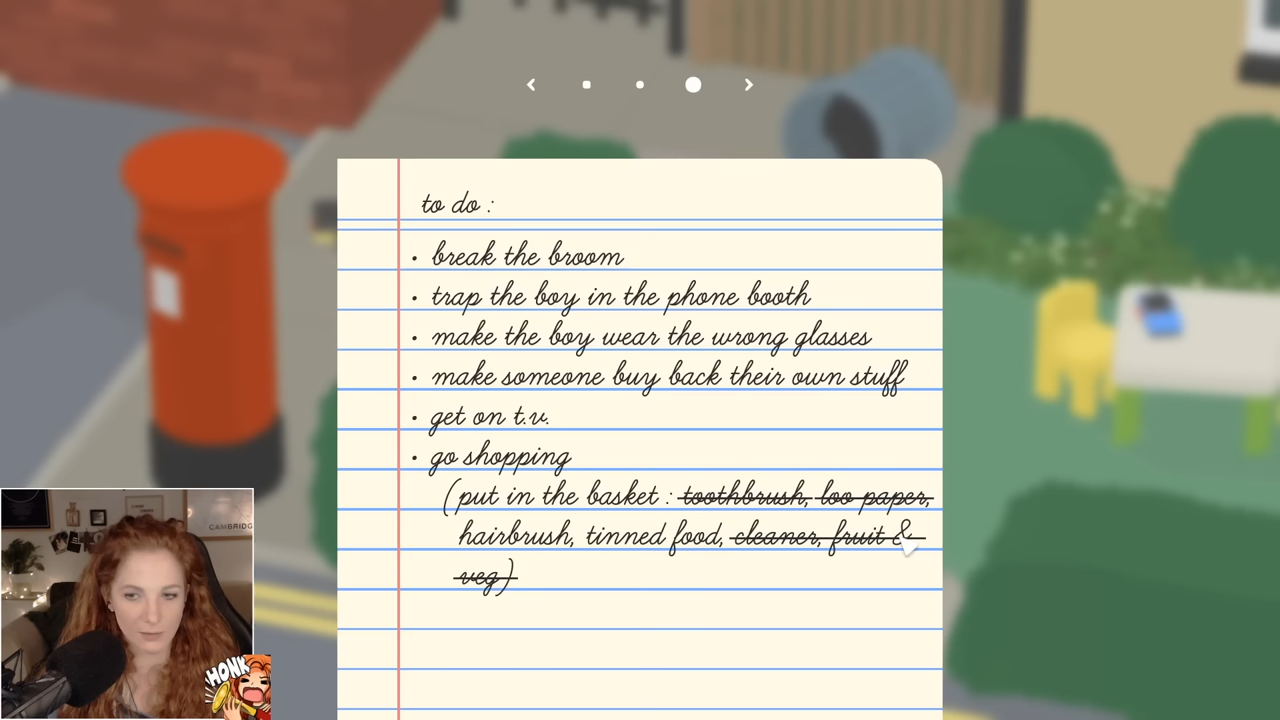 to do :
• break the broom
• trap the boy in the phone booth
• make the boy wear the wrong glasses
• make someone buy back their own stuff
• get on t.v.
• go shopping
(put in the basket : toothbrush, loo paper,
hairbrush, tinned food, cleaner, fruit &
veg)
CAMBRIDG
HONK